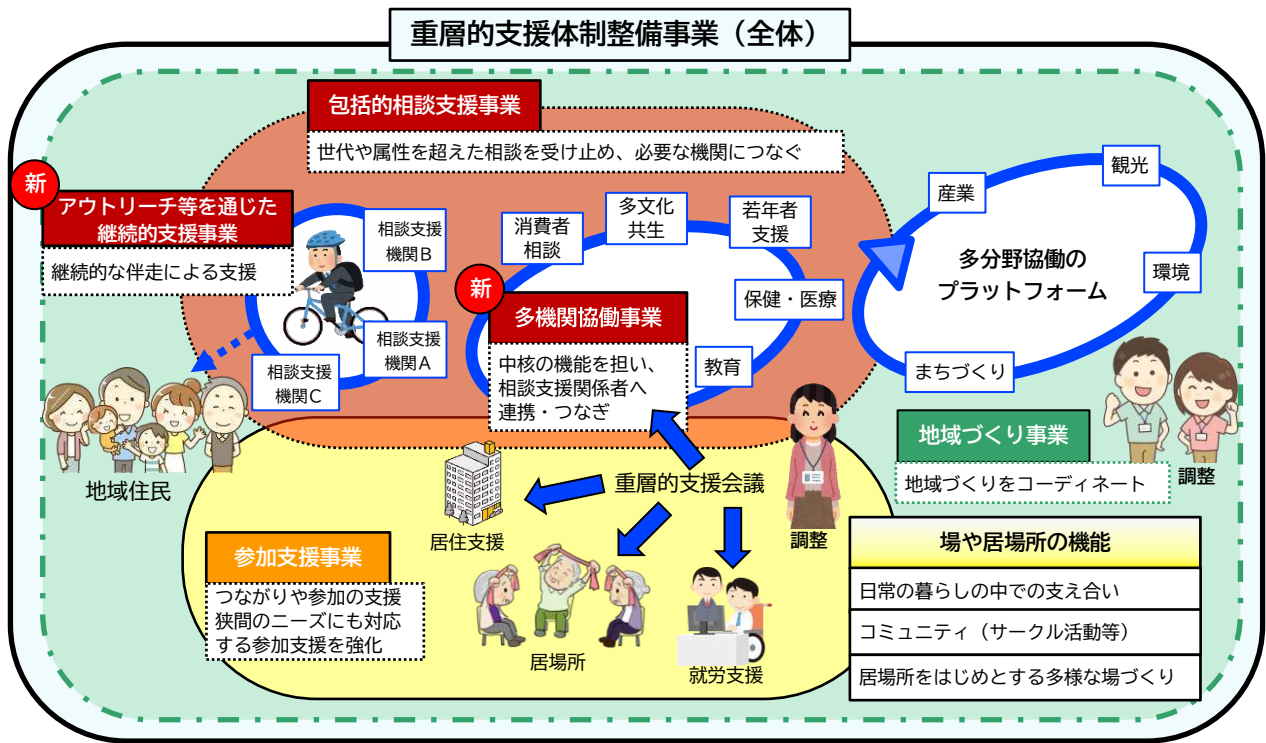 重層的支援体制整備事業（全体）
包括的相談支援事業
世代や属性を超えた相談を受け止め、必要な機関につなぐ
新
アウトリーチ等を通じた
継続的支援事業
継続的な伴走による支援
相談支援
機関Ｂ
相談支援
機関Ａ
相談支援
機関Ｃ
地域住民
消費者
相談
多文化
共生
若年者
支援
保健・医療
教育
新
多機関協働事業
中核の機能を担い、
相談支援関係者へ
連携・つなぎ
産業
観光
環境
まちづくり
多分野協働の
プラットフォーム
地域づくり事業
地域づくりをコーディネート
調整
重層的支援会議
調整
居住支援
居場所
就労支援
参加支援事業
つながりや参加の支援
狭間のニーズにも対応
する参加支援を強化
場や居場所の機能
日常の暮らしの中での支え合い
コミュニティ（サークル活動等）
居場所をはじめとする多様な場づくり